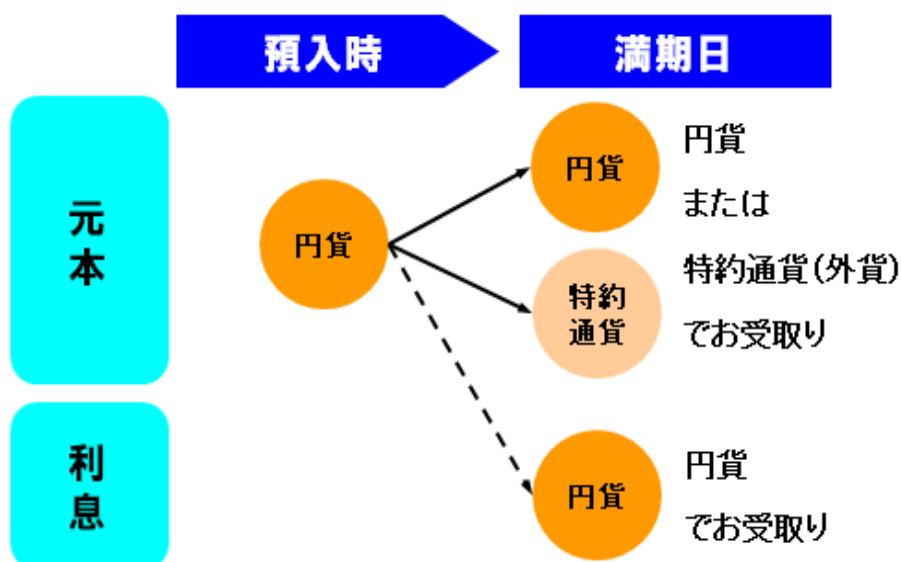 預入時
満期日
元本
円貨
円貨
円貨
または
特約
通貨
特約通貨(外貨)
でお受取り
利息
円貨
円貨
でお受取り